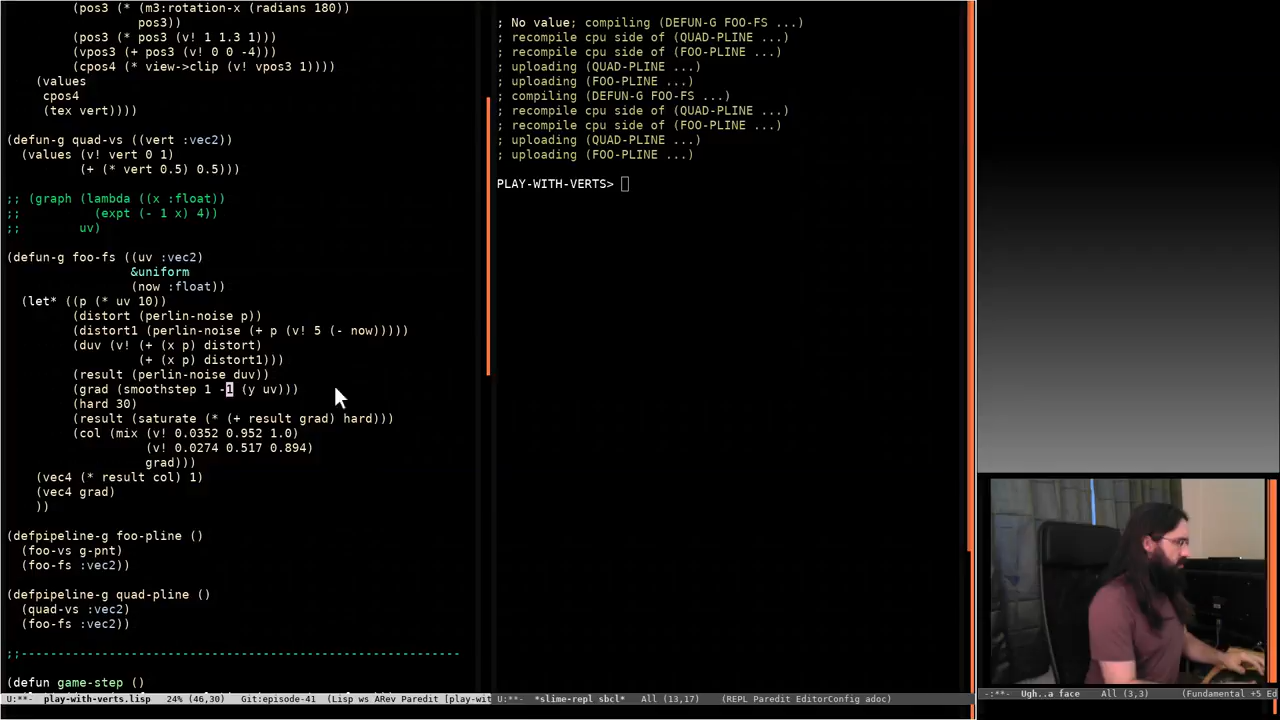 (pos3 (* (m3:rotation-x (radians 180))
pos3))
(pos3 (* pos3 (v! 1 1.3 1)))
(vpos3 (+ pos3 (v! 0 0 -4)))
(cpos4 (* view->clip (v! vpos3 1))))
(values
cpos4
(tex vert))))
(defun-g quad-vs ((vert :vec2))
(values (v! vert 0 1)
(+ (* vert 0.5) 0.5)))
;; (graph (lambda ((x :float))
;; (expt (- 1 x) 4))
;; uv)
(defun-g foo-fs ((uv :vec2)
&uniform
(now :float))
(let* ((p (* uv 10))
(distort (perlin-noise p))
(distort1 (perlin-noise (+ p (v! 5 (- now)))))
(duv (v! (+ (x p) distort)
(+ (x p) distort1)))
(result (perlin-noise duv))
(grad (smoothstep 1 -1 (y uv)))
(hard 30)
(result (saturate (* (+ result grad) hard)))
(col (mix (v! 0.0352 0.952 1.0)
(v! 0.0274 0.517 0.894)
grad)))
(vec4 (* result col) 1)
(vec4 grad)
))
(defpipeline-g foo-pline ()
(foo-vs g-pnt)
(foo-fs :vec2))
(defpipeline-g quad-pline ()
(quad-vs :vec2)
(foo-fs :vec2))
;;------------------------------------------------------------
(defun game-step ()
U:**- play-with-verts.lisp 24% (46,30) Git:episode-41 (Lisp ws ARev Paredit [play-wit
; No value; compiling (DEFUN-G FOO-FS ...)
; recompile cpu side of (QUAD-PLINE ...)
; recompile cpu side of (FOO-PLINE ...)
; uploading (QUAD-PLINE ...)
; uploading (FOO-PLINE ...)
; compiling (DEFUN-G FOO-FS ...)
; recompile cpu side of (QUAD-PLINE ...)
; recompile cpu side of (FOO-PLINE ...)
; uploading (QUAD-PLINE ...)
; uploading (FOO-PLINE ...)
PLAY-WITH-VERTS>
U:**- *slime-repl sbcl* All (13,17) (REPL Paredit EditorConfig adoc)
-:**- Ugh..a face All (3,3) (Fundamental +5 Ed